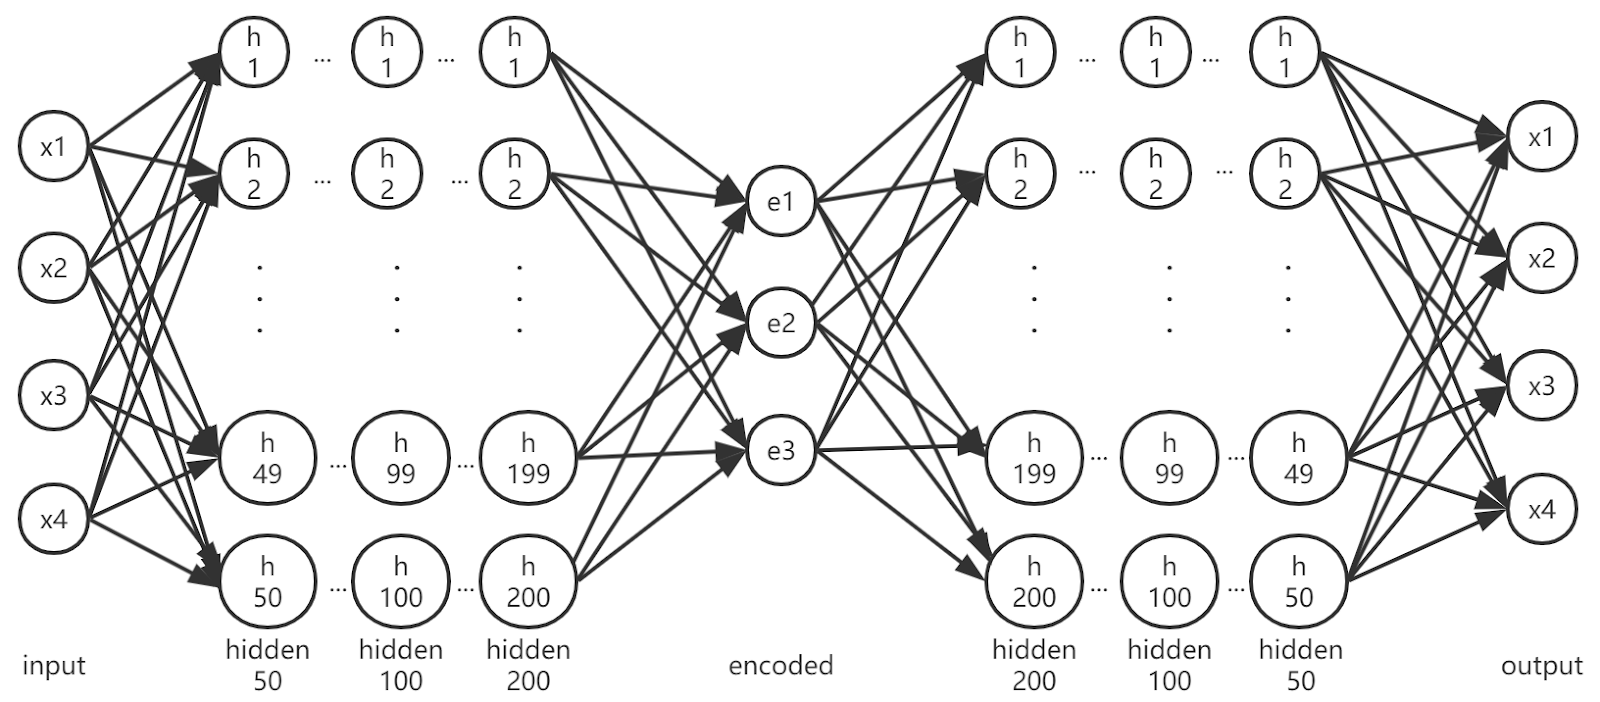 h h h h h h
1 ... 1 ... 1 1 ... 1 ... 1
x1 x1
h h h h h h
2 ... 2 ... 2 2 ... 2 ... 2
e1
x2 x2
e2
x3 x3
h h h e3 h h h
49 ... 99 ... 199 199 ... 99 ... 49
x4 x4
h h h h h h
50 ... 100 ... 200 200 ... 100 ... 50
input hidden hidden hidden encoded hidden hidden hidden output
50 100 200 200 100 50